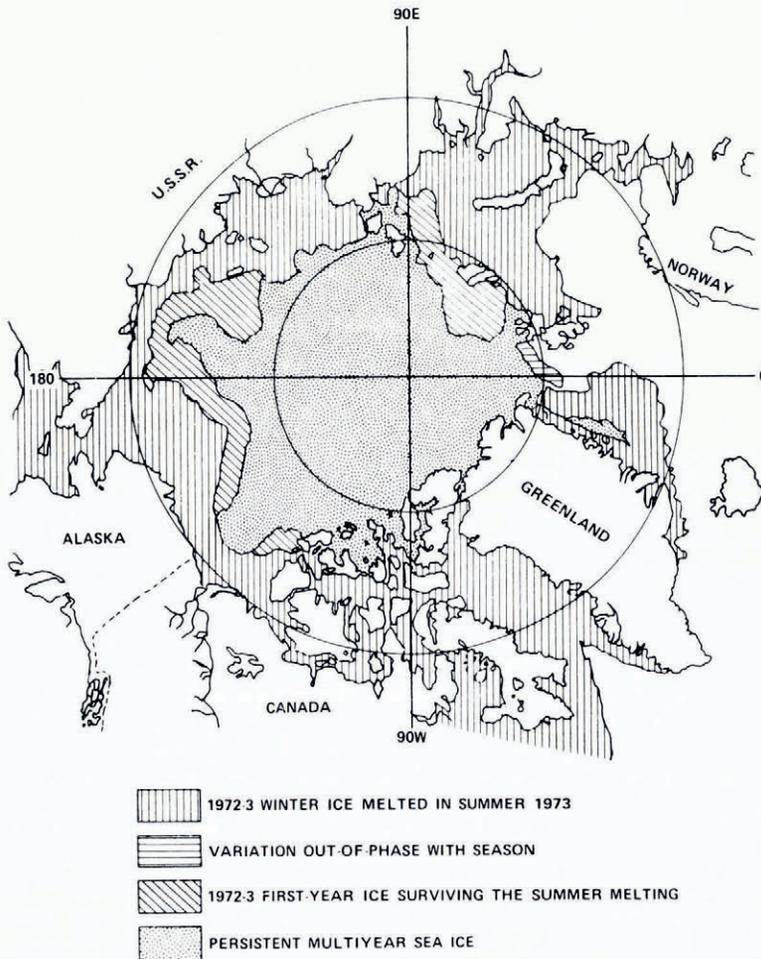 90E
U.S.S.R.
NORWAY
180
0
GREENLAND
ALASKA
CANADA
90W
1972-3 WINTER ICE MELTED IN SUMMER 1973
VARIATION OUT-OF-PHASE WITH SEASON
1972-3 FIRST-YEAR ICE SURVIVING THE SUMMER MELTING
PERSISTENT MULTIYEAR SEA ICE